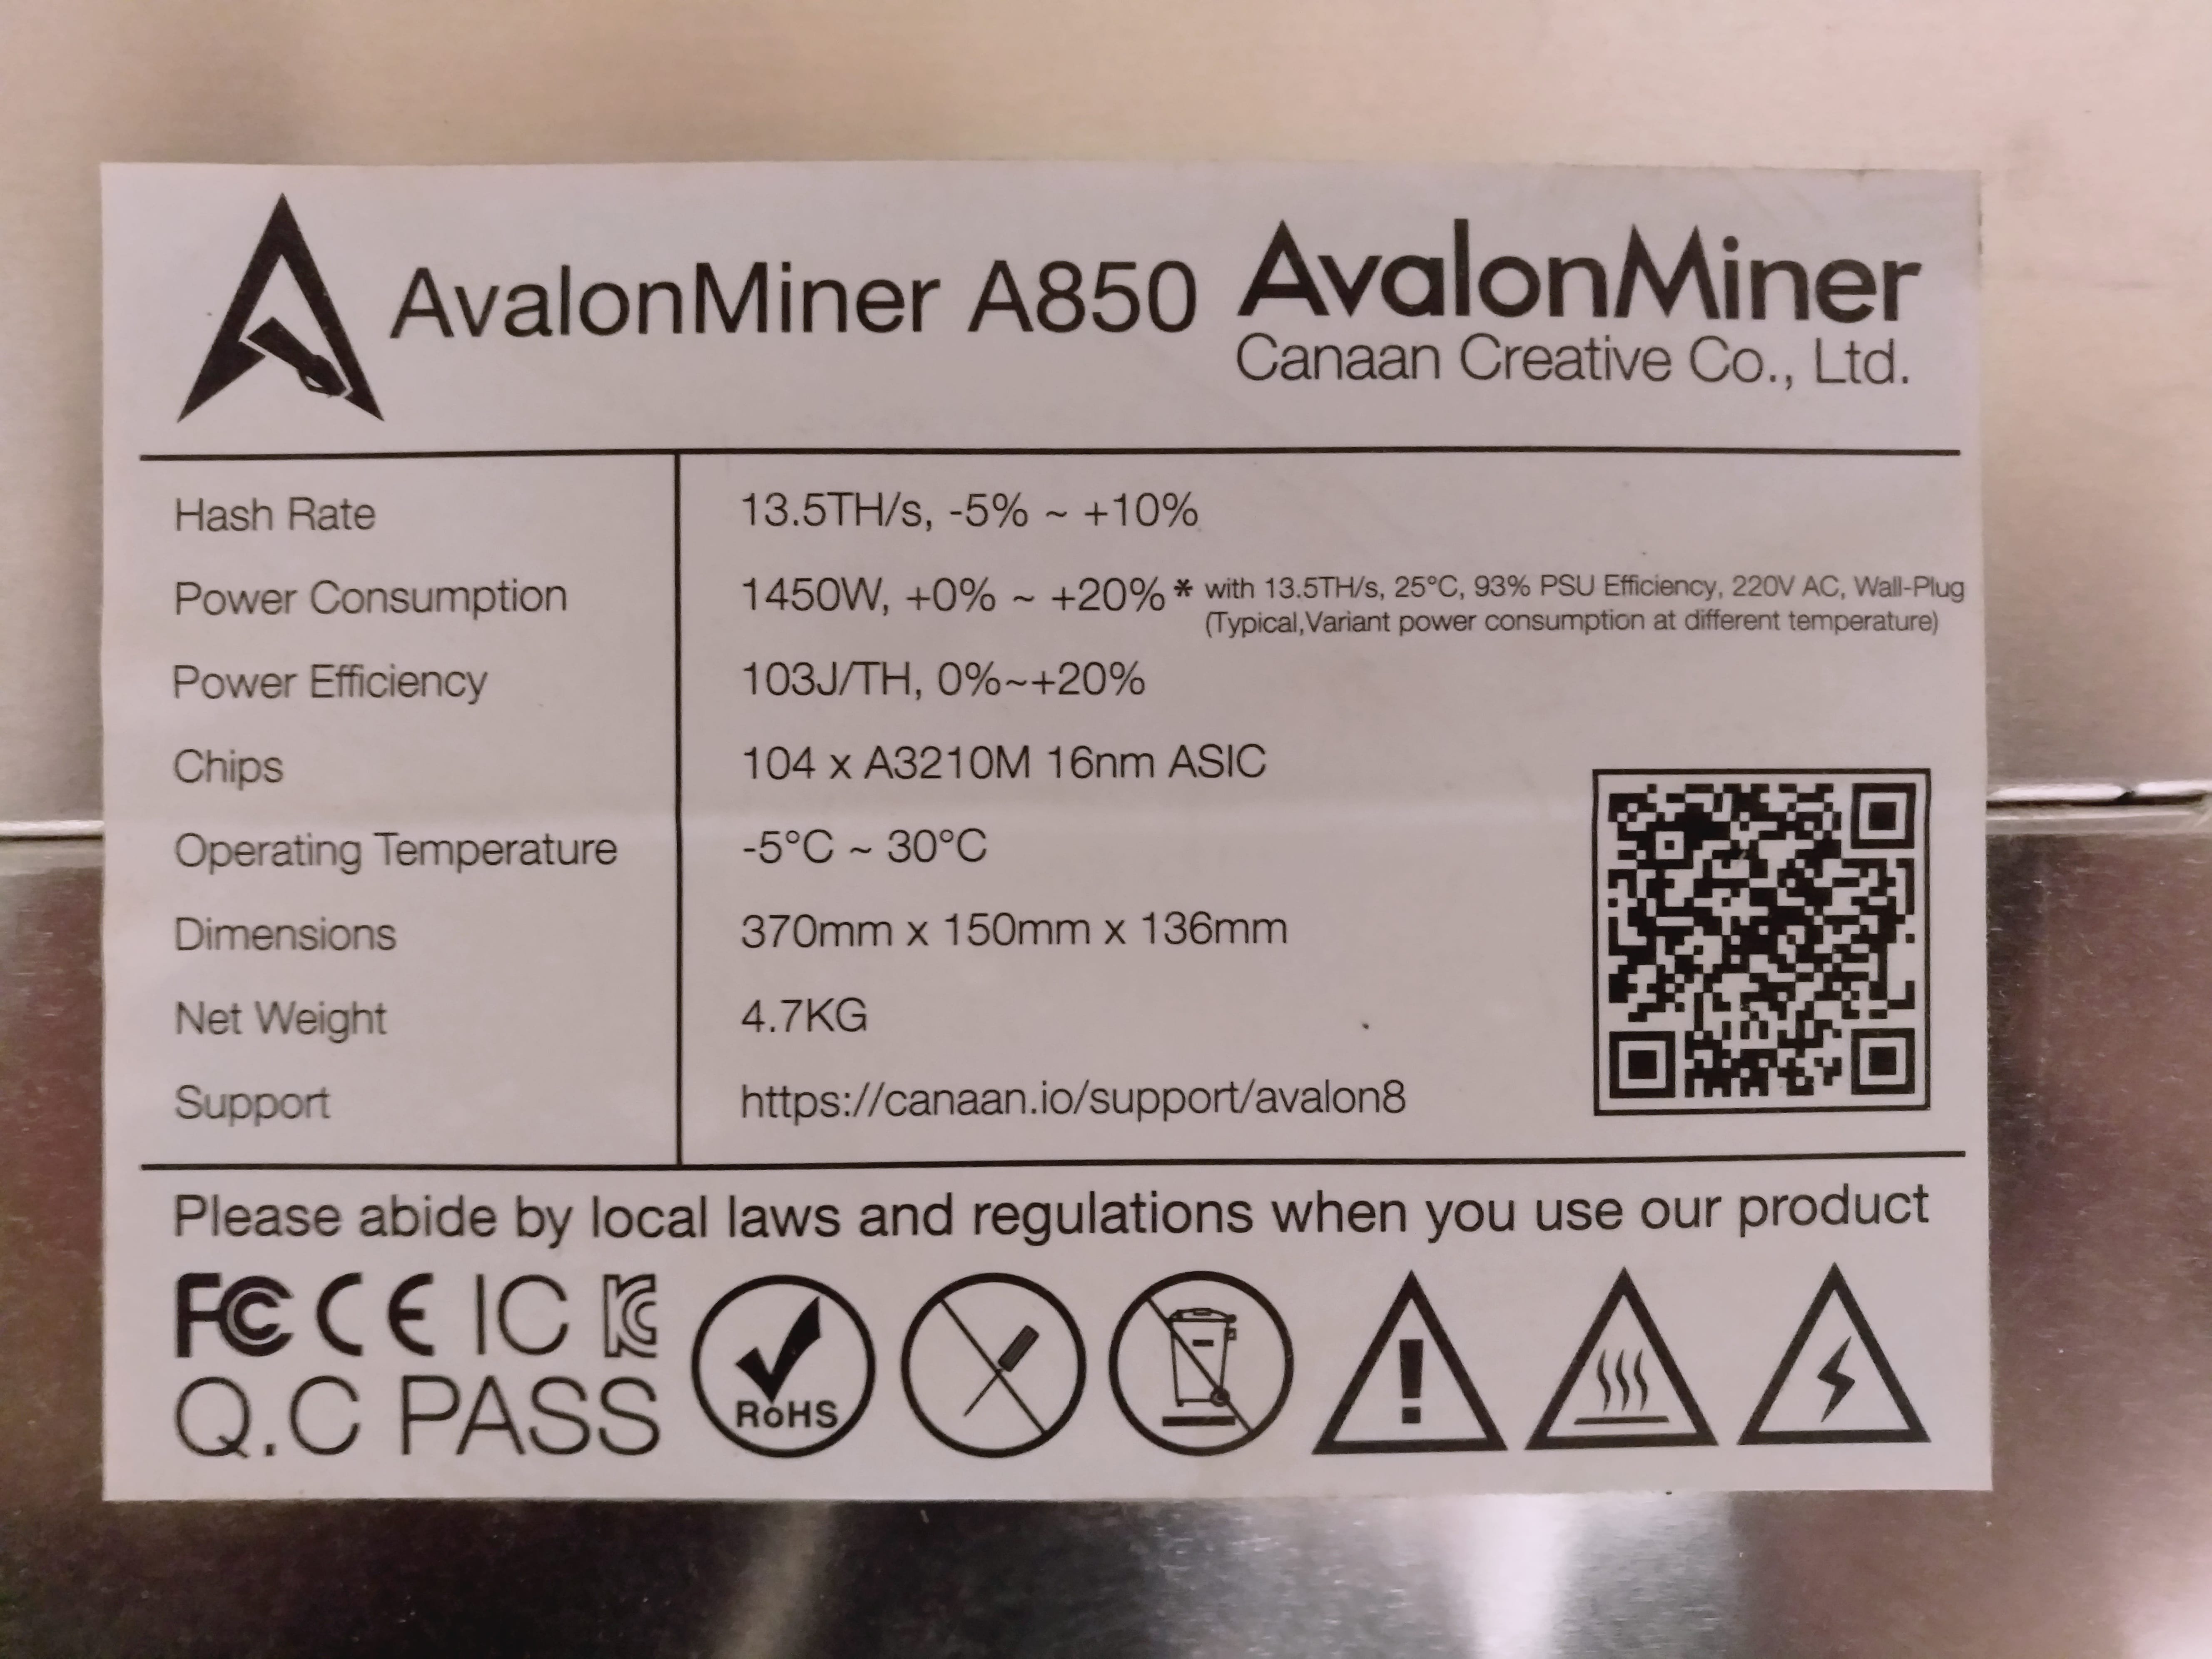 AvalonMiner A850
AvalonMiner
Canaan Creative Co., Ltd.
Hash Rate 13.5TH/s, -5% ~ +10%
Power Consumption 1450W, +0% ~ +20% * with 13.5TH/s, 25°C, 93% PSU Efficiency, 220V AC, Wall-Plug
(Typical,Variant power consumption at different temperature)
Power Efficiency 103J/TH, 0%~+20%
Chips 104 x A3210M 16nm ASIC
Operating Temperature -5°C ~ 30°C
Dimensions 370mm x 150mm x 136mm
Net Weight 4.7KG
Support https://canaan.io/support/avalon8
Please abide by local laws and regulations when you use our product
FC CE IC KC
Q.C PASS
RoHS